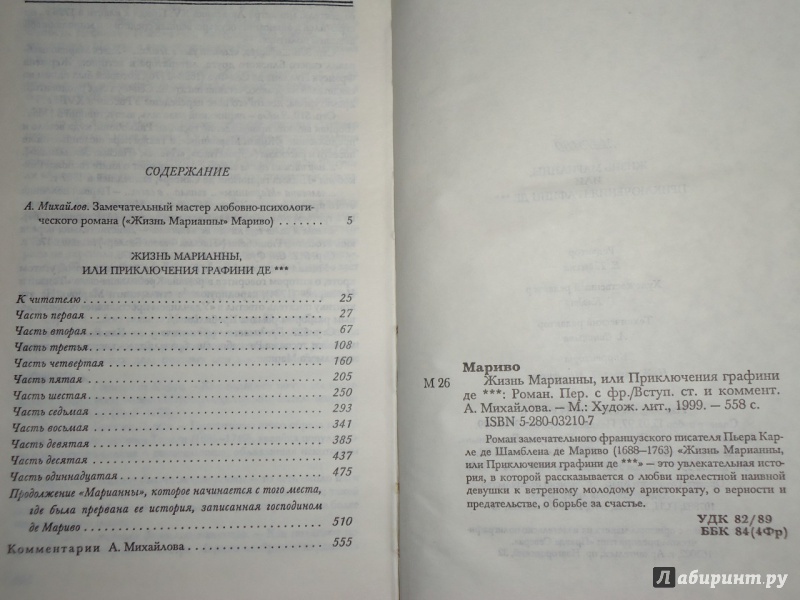 СОДЕРЖАНИЕ
А. Михайлов. Замечательный мастер любовно-психологи-
ческого романа («Жизнь Марианны» Мариво) . . . . . . . 5
ЖИЗНЬ МАРИАННЫ,
ИЛИ ПРИКЛЮЧЕНИЯ ГРАФИНИ ДЕ ***
К читателю . . . . . . . . . . 25
Часть первая . . . . . . . . . . 27
Часть вторая . . . . . . . . . . 67
Часть третья . . . . . . . . . . 108
Часть четвертая . . . . . . . . . . 160
Часть пятая . . . . . . . . . . 205
Часть шестая . . . . . . . . . . 250
Часть седьмая . . . . . . . . . . 293
Часть восьмая . . . . . . . . . . 341
Часть девятая . . . . . . . . . . 385
Часть десятая . . . . . . . . . . 437
Часть одиннадцатая . . . . . . . . . . 475
Продолжение «Марианны», которое начинается с того места,
где была прервана ее история, записанная господином
де Мариво . . . . . . . . . . 510
Комментарии А. Михайлова . . . . . . . . . . 555
Мариво
М 26 Жизнь Марианны, или Приключения графини
де ***: Роман. Пер. с фр./Вступ. ст. и коммент.
А. Михайлова. — М.: Худож. лит., 1999. — 558 с.
ISBN 5-280-03210-7
Роман замечательного французского писателя Пьера Кар-
ле де Шамблена де Мариво (1688–1763) «Жизнь Марианны,
или Приключения графини де ***» — это увлекательная исто-
рия, в которой рассказывается о любви прелестной наивной
девушки к ветреному молодому аристократу, о верности и
предательстве, о борьбе за счастье.
УДК 82/89
ББК 84(4Фр)
Лабиринт.ру